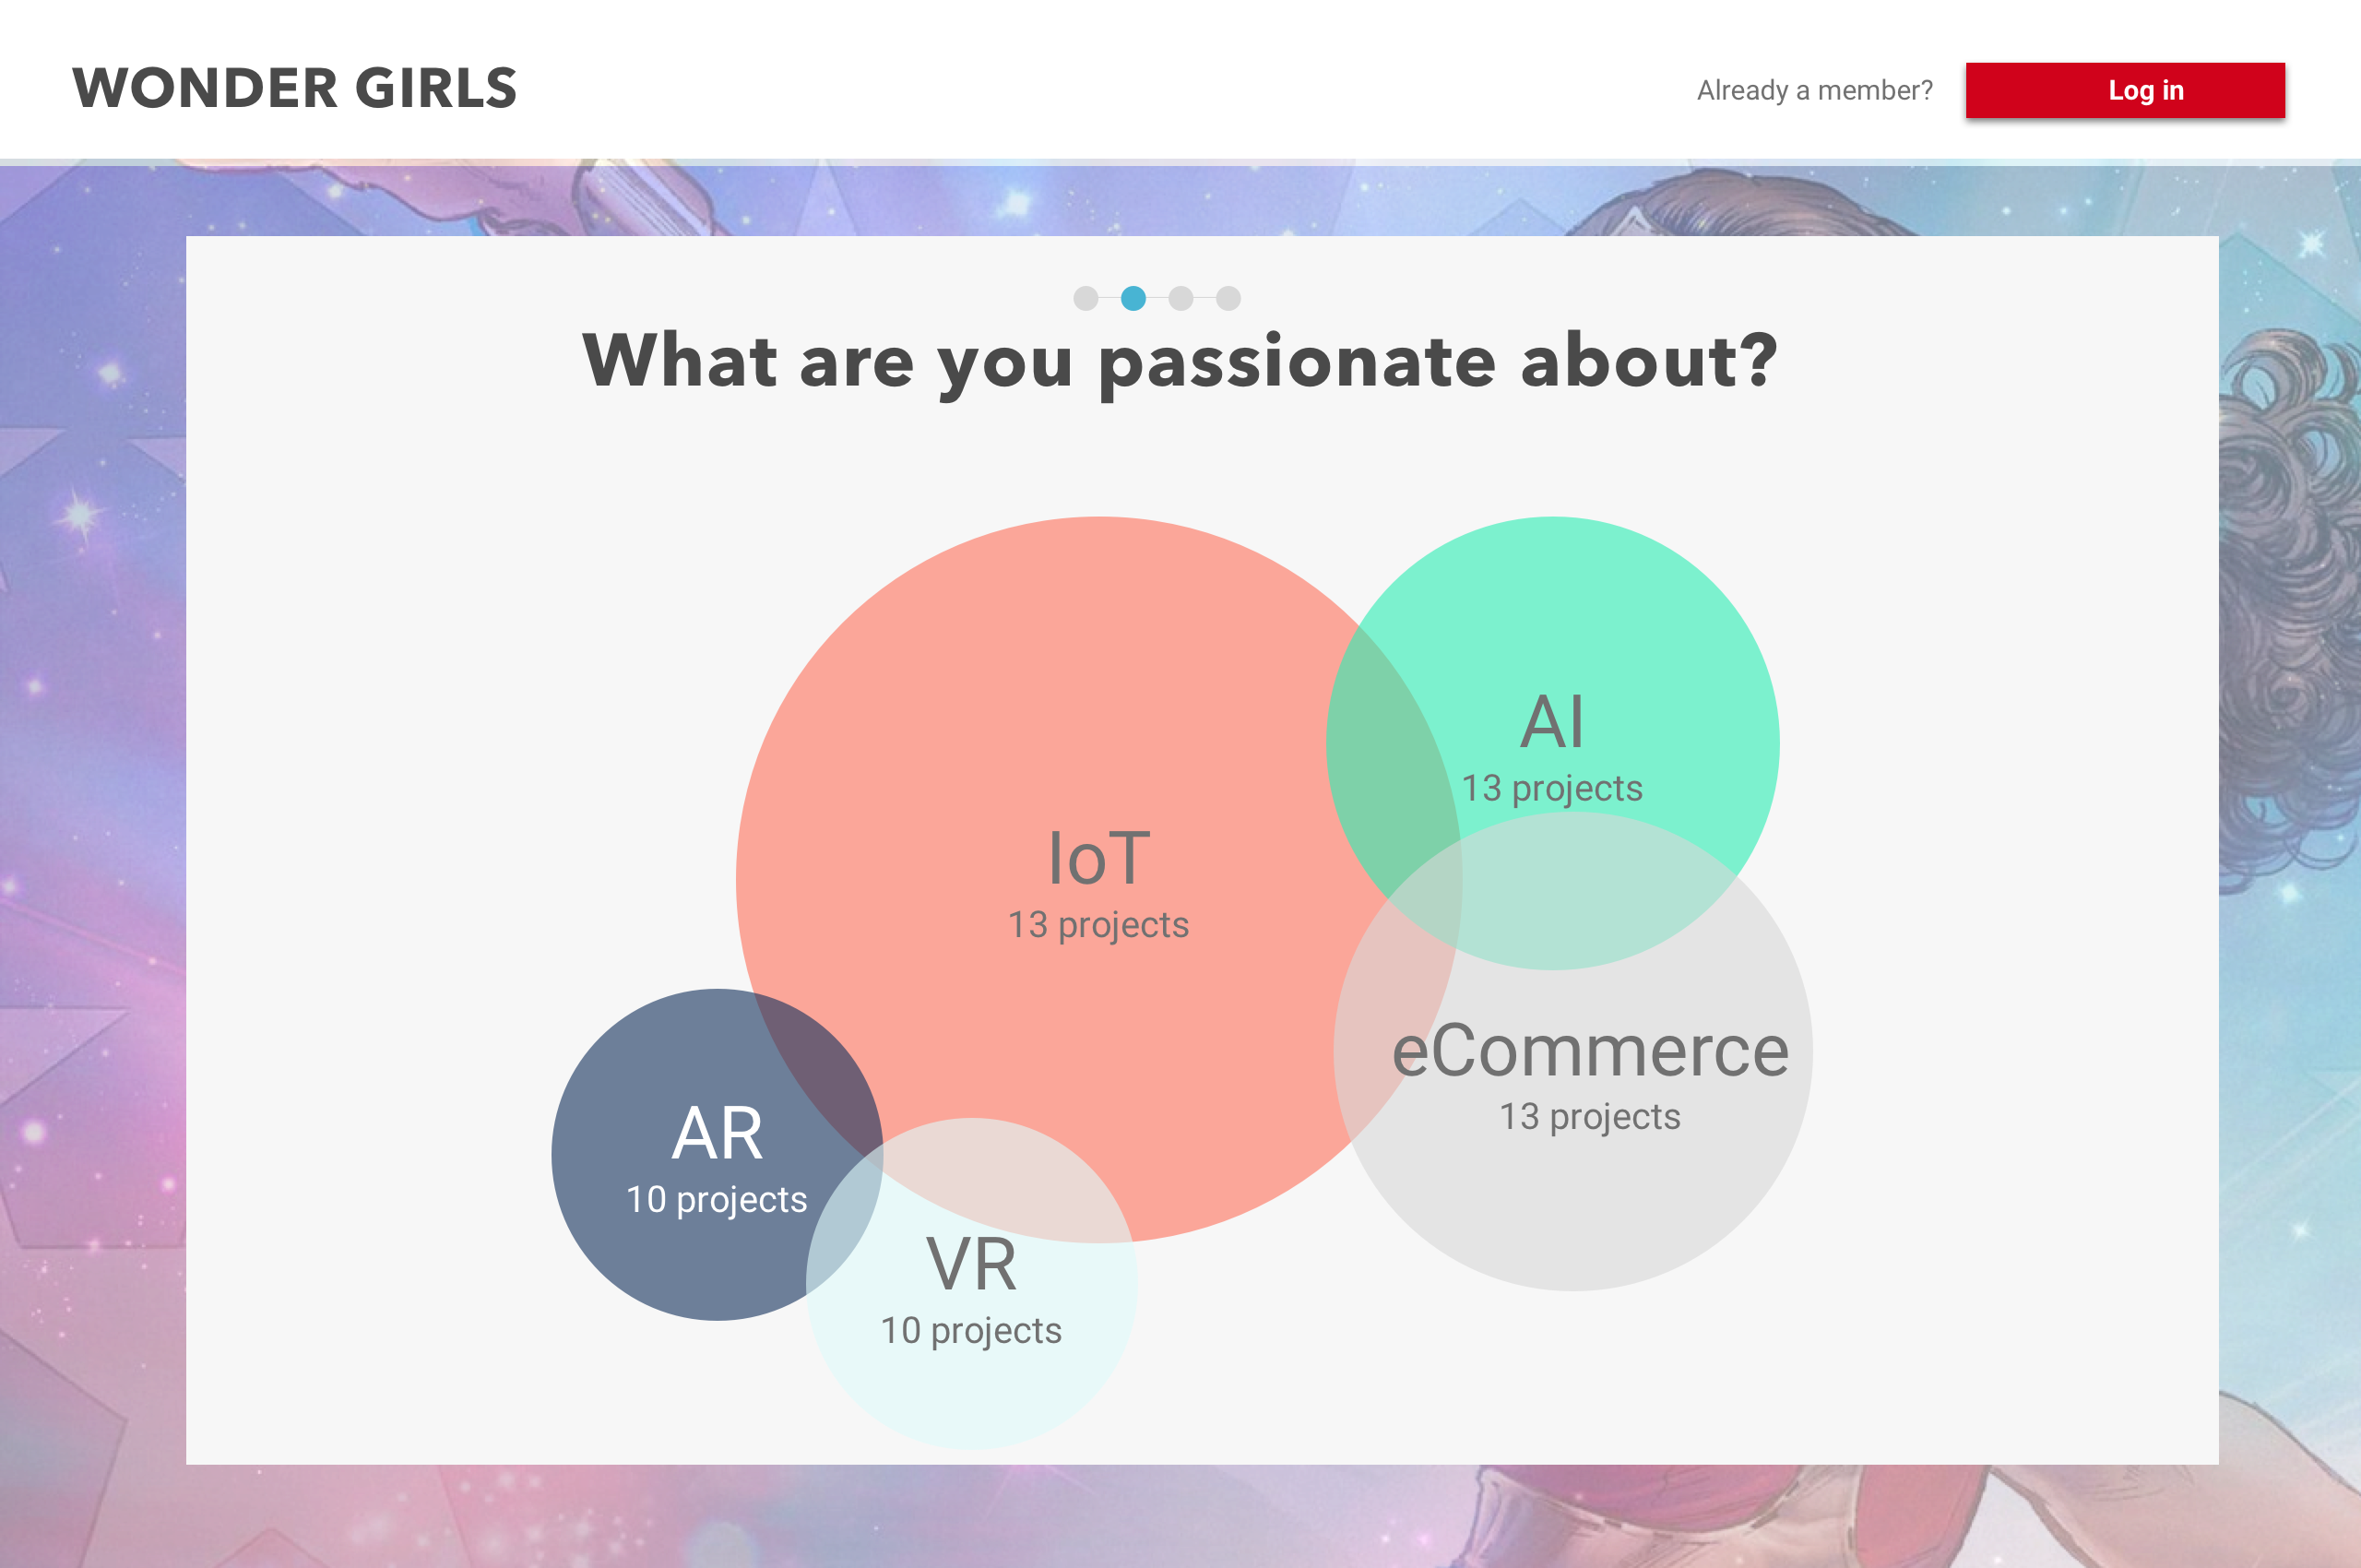 WONDER GIRLS
Already a member?
Log in
What are you passionate about?
AI
13 projects
IoT
13 projects
eCommerce
13 projects
AR
10 projects
VR
10 projects